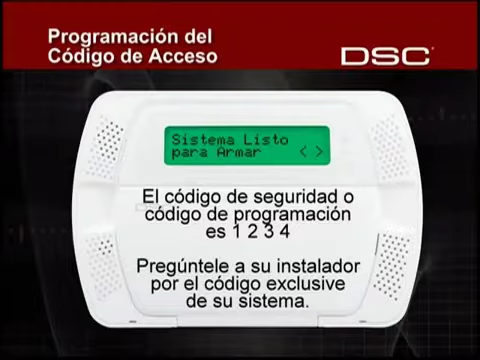 Programación del
Código de Acceso
DSC
Sistema Listo
para Armar < >
El código de seguridad o
código de programación
es 1 2 3 4
Pregúntele a su instalador
por el código exclusive
de su sistema.